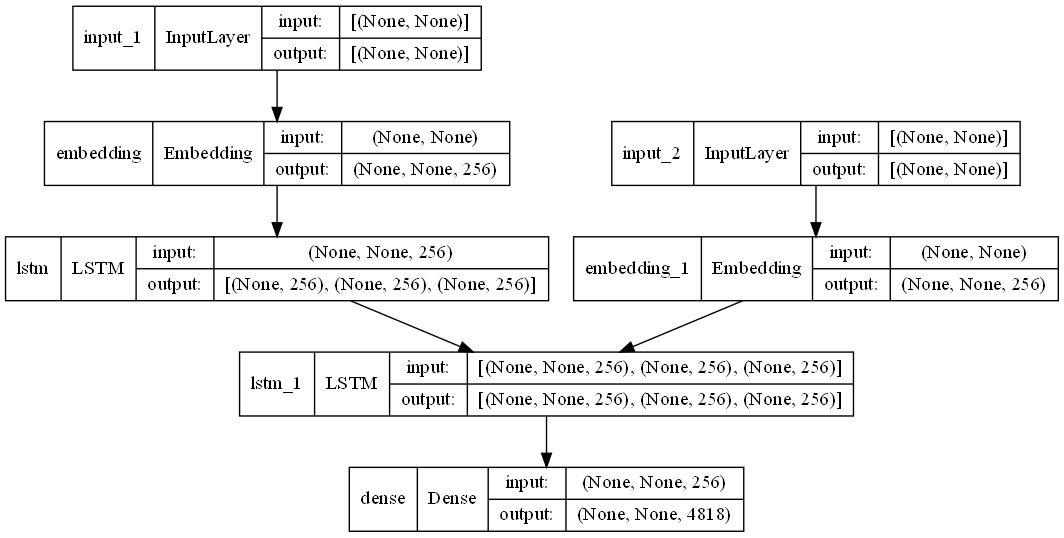 input_1 InputLayer input: [(None, None)]
output: [(None, None)]
embedding Embedding input: (None, None)
output: (None, None, 256)
input_2 InputLayer input: [(None, None)]
output: [(None, None)]
lstm LSTM input: (None, None, 256)
output: [(None, 256), (None, 256), (None, 256)]
embedding_1 Embedding input: (None, None)
output: (None, None, 256)
lstm_1 LSTM input: [(None, None, 256), (None, 256), (None, 256)]
output: [(None, None, 256), (None, 256), (None, 256)]
dense Dense input: (None, None, 256)
output: (None, None, 4818)